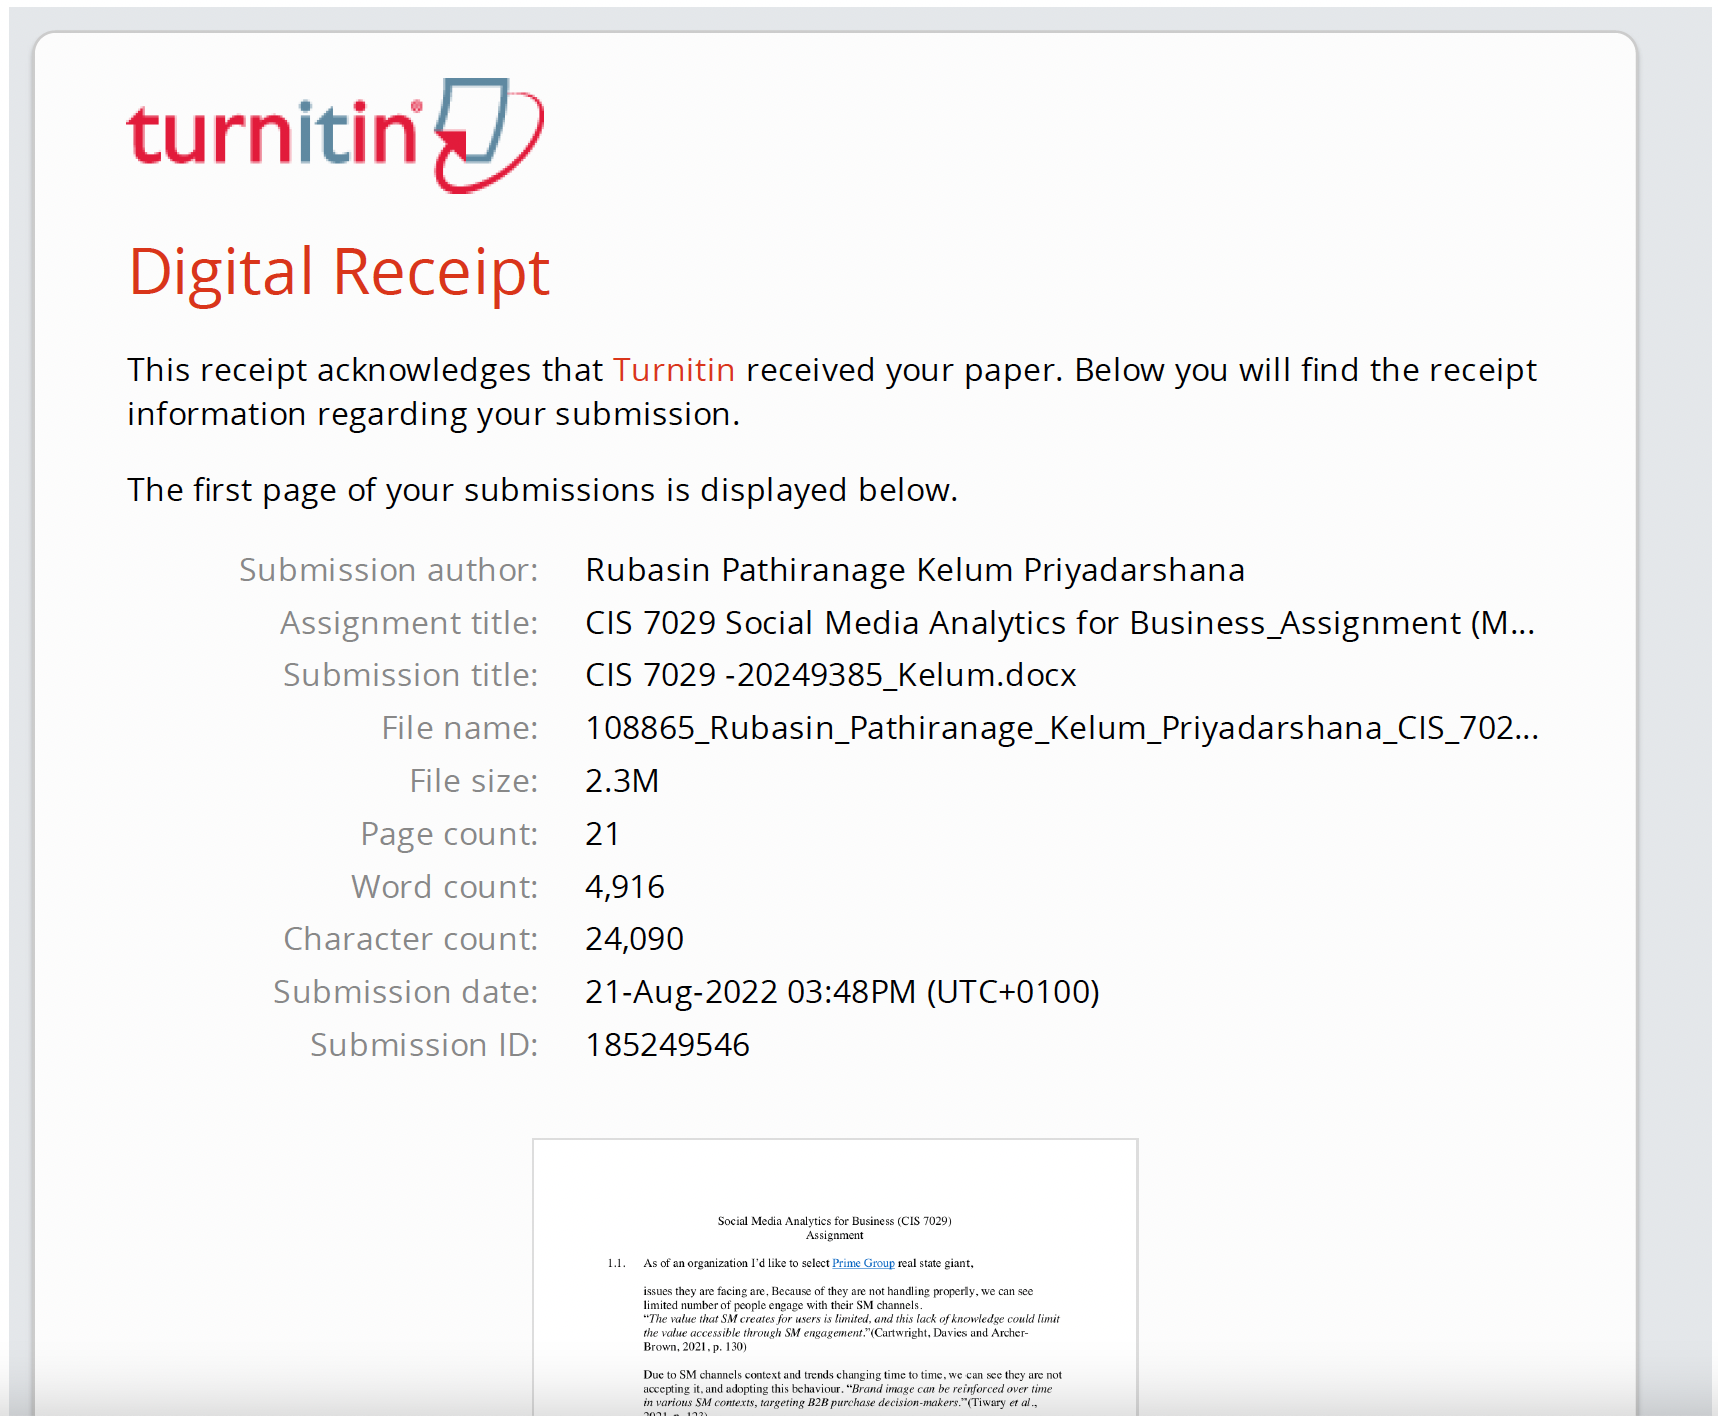 turnitin®
Digital Receipt
This receipt acknowledges that Turnitin received your paper. Below you will find the receipt
information regarding your submission.
The first page of your submissions is displayed below.
Submission author: Rubasin Pathiranage Kelum Priyadarshana
Assignment title: CIS 7029 Social Media Analytics for Business_Assignment (M...
Submission title: CIS 7029 -20249385_Kelum.docx
File name: 108865_Rubasin_Pathiranage_Kelum_Priyadarshana_CIS_702...
File size: 2.3M
Page count: 21
Word count: 4,916
Character count: 24,090
Submission date: 21-Aug-2022 03:48PM (UTC+0100)
Submission ID: 185249546
Social Media Analytics for Business (CIS 7029)
Assignment
1.1. As of an organization I'd like to select Prime Group real state giant,
issues they are facing are, Because of they are not handling properly, we can see
limited number of people engage with their SM channels.
“The value that SM creates for users is limited, and this lack of knowledge could limit
the value accessible through SM engagement.”(Cartwright, Davies and Archer-
Brown, 2021, p. 130)
Due to SM channels context and trends changing time to time, we can see they are not
accepting it, and adopting this behaviour. “Brand image can be reinforced over time
in various SM contexts, targeting B2B purchase decision-makers.”(Tiwary et al.,
2021, p. 123)